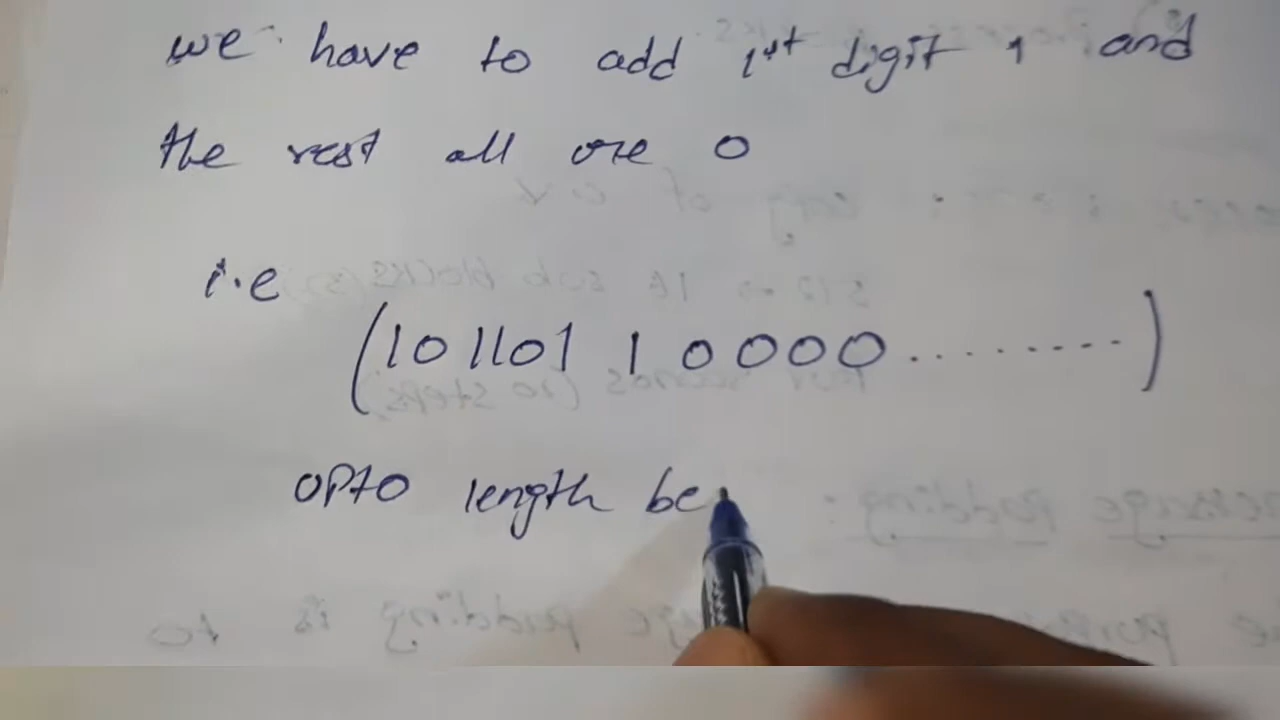 we have to add 1st digit 1 and
the rest all are 0
i.e
(101101 1 0000.........)
upto length be